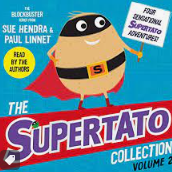 THE
BLOCKBUSTER
SERIES FROM
SUE HENDRA &
PAUL LINNET
READ BY
THE
AUTHORS
FOUR
SENSATIONAL
SUPERTATO
ADVENTURES!
S
THE
SUPERTATO
COLLECTION
VOLUME 2